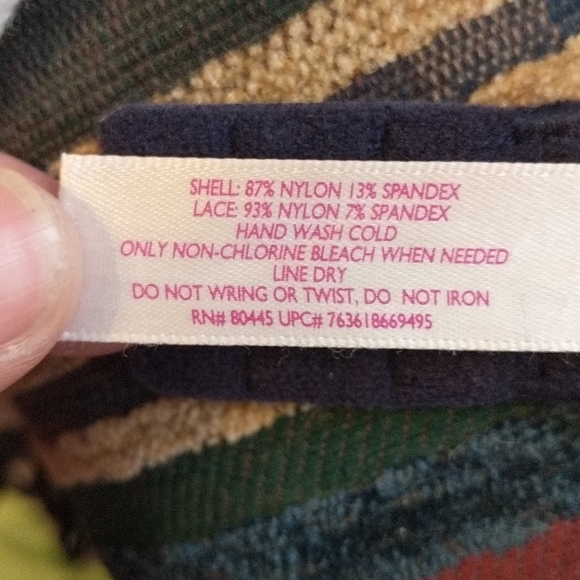 SHELL: 87% NYLON 13% SPANDEX
LACE: 93% NYLON 7% SPANDEX
HAND WASH COLD
ONLY NON-CHLORINE BLEACH WHEN NEEDED
LINE DRY
DO NOT WRING OR TWIST, DO NOT IRON
RN# 80445 UPC# 763618669495